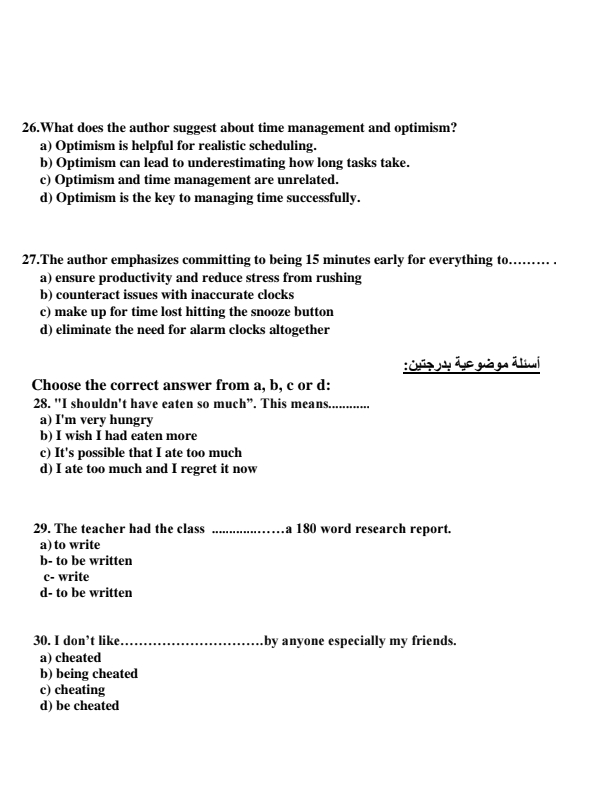 26.What does the author suggest about time management and optimism?
a) Optimism is helpful for realistic scheduling.
b) Optimism can lead to underestimating how long tasks take.
c) Optimism and time management are unrelated.
d) Optimism is the key to managing time successfully.
27.The author emphasizes committing to being 15 minutes early for everything to……… .
a) ensure productivity and reduce stress from rushing
b) counteract issues with inaccurate clocks
c) make up for time lost hitting the snooze button
d) eliminate the need for alarm clocks altogether
أسئلة موضوعية بدرجتين:
Choose the correct answer from a, b, c or d:
28. "I shouldn't have eaten so much”. This means............
a) I'm very hungry
b) I wish I had eaten more
c) It's possible that I ate too much
d) I ate too much and I regret it now
29. The teacher had the class .............……a 180 word research report.
a) to write
b- to be written
c- write
d- to be written
30. I don’t like………………………….by anyone especially my friends.
a) cheated
b) being cheated
c) cheating
d) be cheated